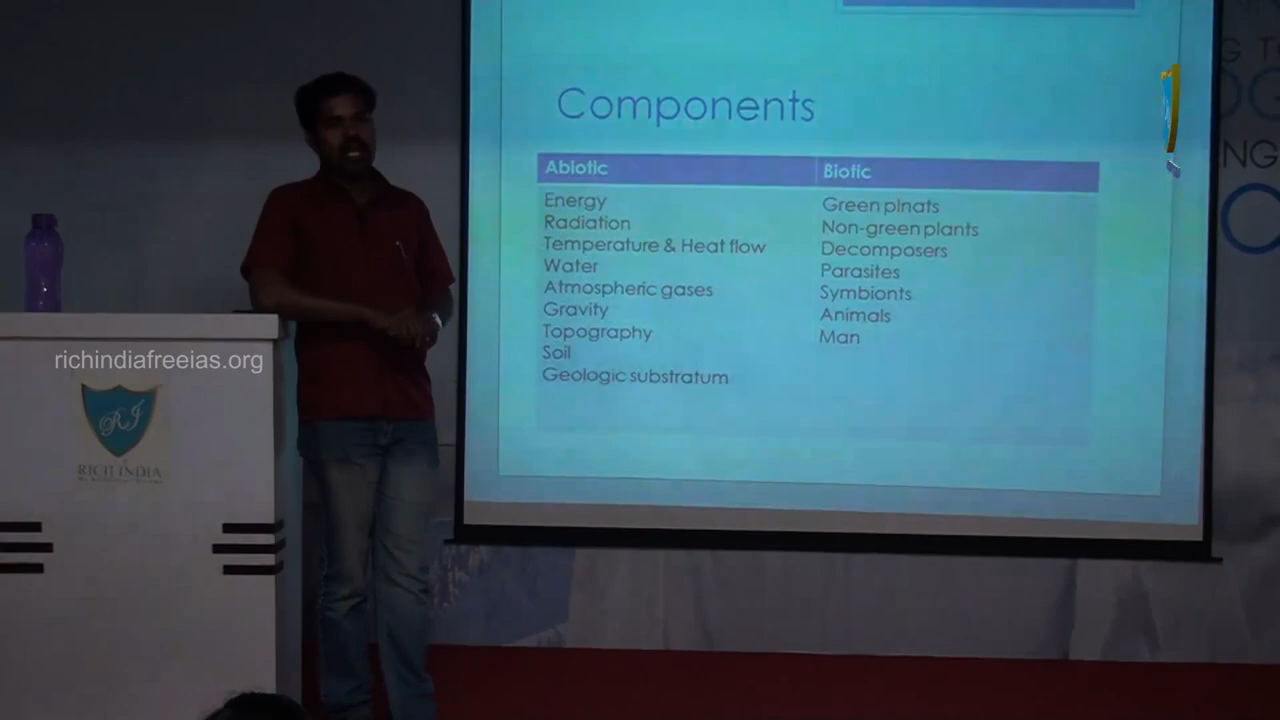 Components
Abiotic
Energy
Radiation
Temperature & Heat flow
Water
Atmospheric gases
Gravity
Topography
Soil
Geologic substratum
Biotic
Green plnats
Non-green plants
Decomposers
Parasites
Symbionts
Animals
Man
richindiafreeias.org
RI
RICH INDIA